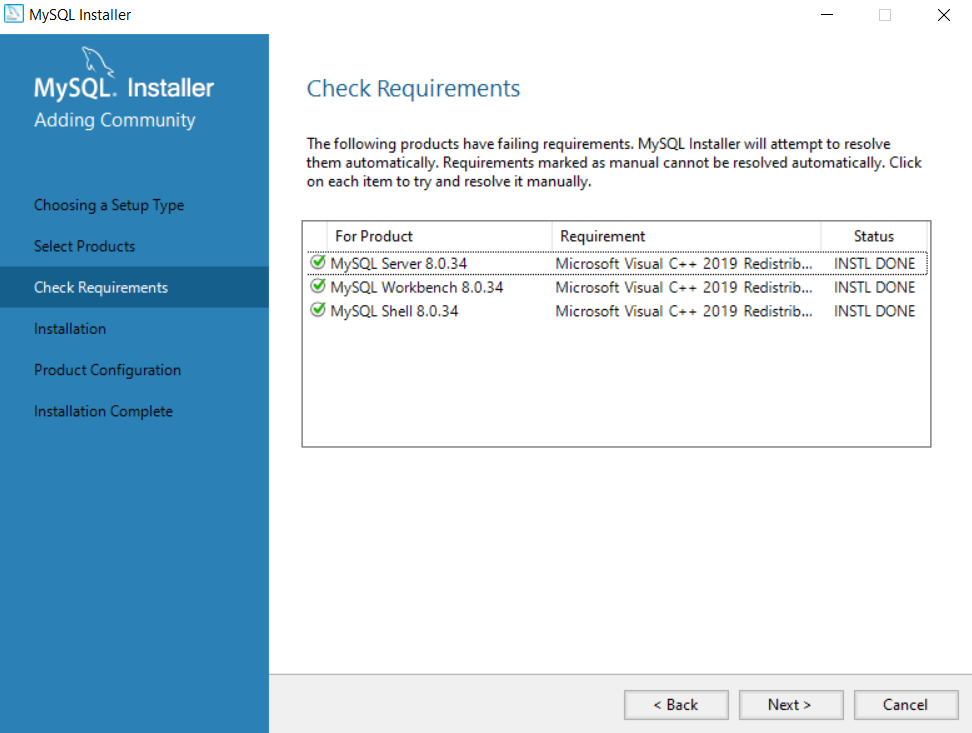 MySQL Installer
MySQL. Installer
Adding Community
Choosing a Setup Type
Select Products
Check Requirements
Installation
Product Configuration
Installation Complete
Check Requirements
The following products have failing requirements. MySQL Installer will attempt to resolve
them automatically. Requirements marked as manual cannot be resolved automatically. Click
on each item to try and resolve it manually.
For Product Requirement Status
MySQL Server 8.0.34 Microsoft Visual C++ 2019 Redistrib... INSTL DONE
MySQL Workbench 8.0.34 Microsoft Visual C++ 2019 Redistrib... INSTL DONE
MySQL Shell 8.0.34 Microsoft Visual C++ 2019 Redistrib... INSTL DONE
< Back Next > Cancel